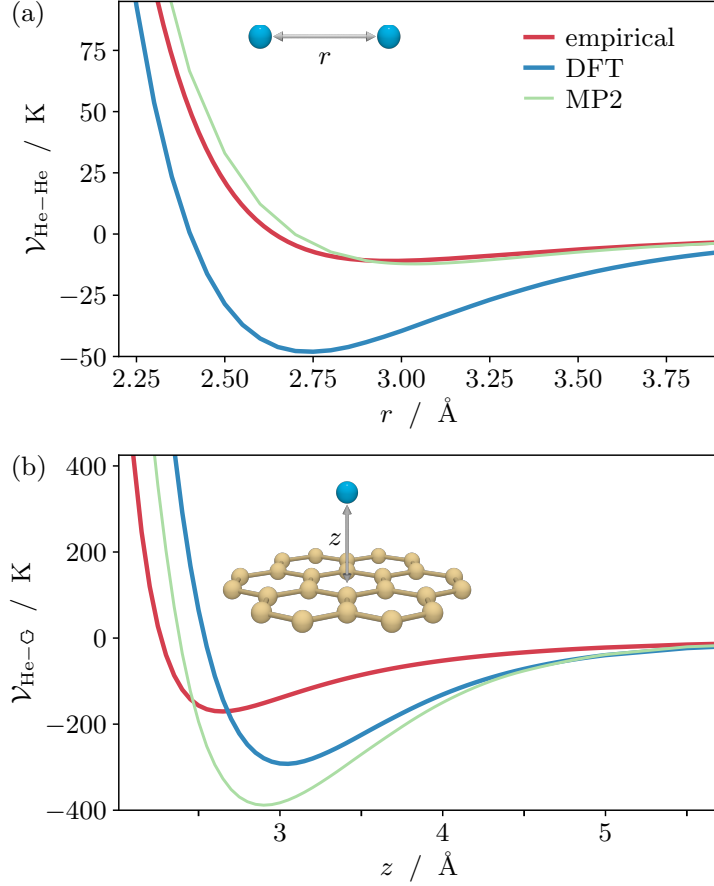 (a)
75
50
25
0
−25
−50
𝒱He−He / K
r
empirical
DFT
MP2
2.25 2.50 2.75 3.00 3.25 3.50 3.75
r / Å
(b)
400
200
0
−200
−400
𝒱He−G / K
z
3 4 5
z / Å